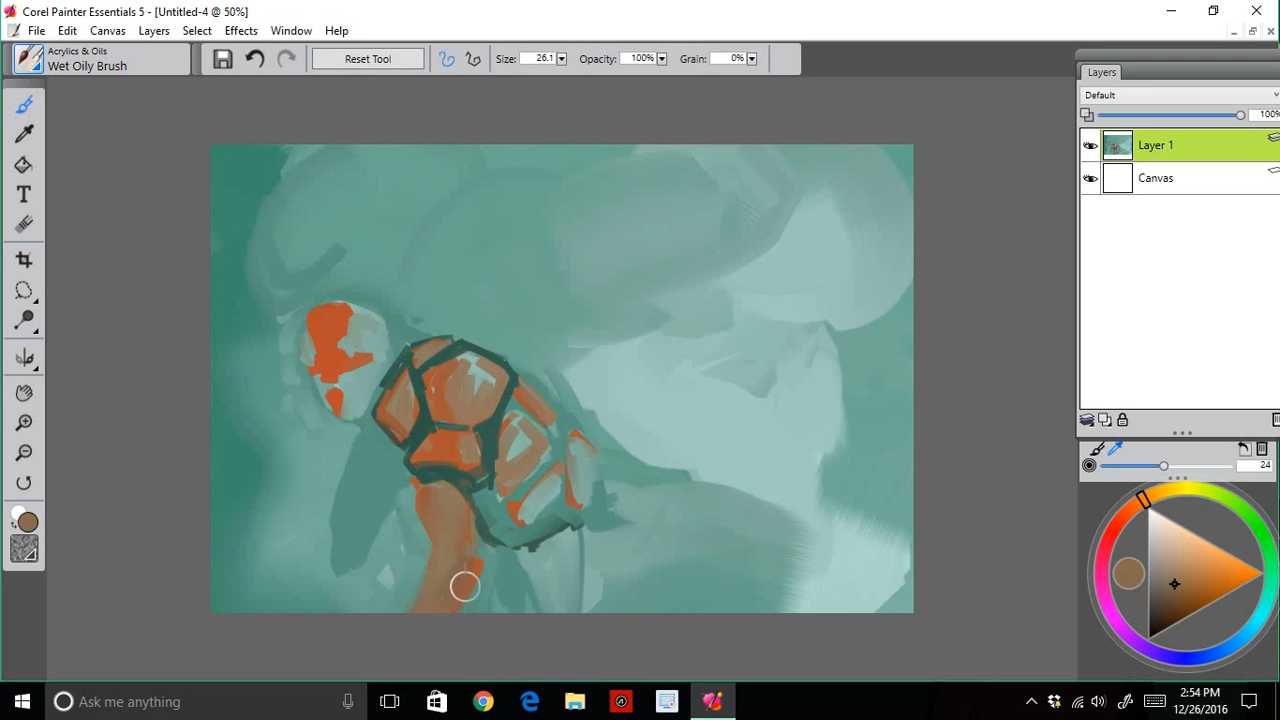 Corel Painter Essentials 5 - [Untitled-4 @ 50%]
File Edit Canvas Layers Select Effects Window Help
Acrylics & Oils
Wet Oily Brush
Reset Tool
Size: 26.1
Opacity: 100%
Grain: 0%
Layers
Default
100%
Layer 1
Canvas
24
Ask me anything
2:54 PM
12/26/2016